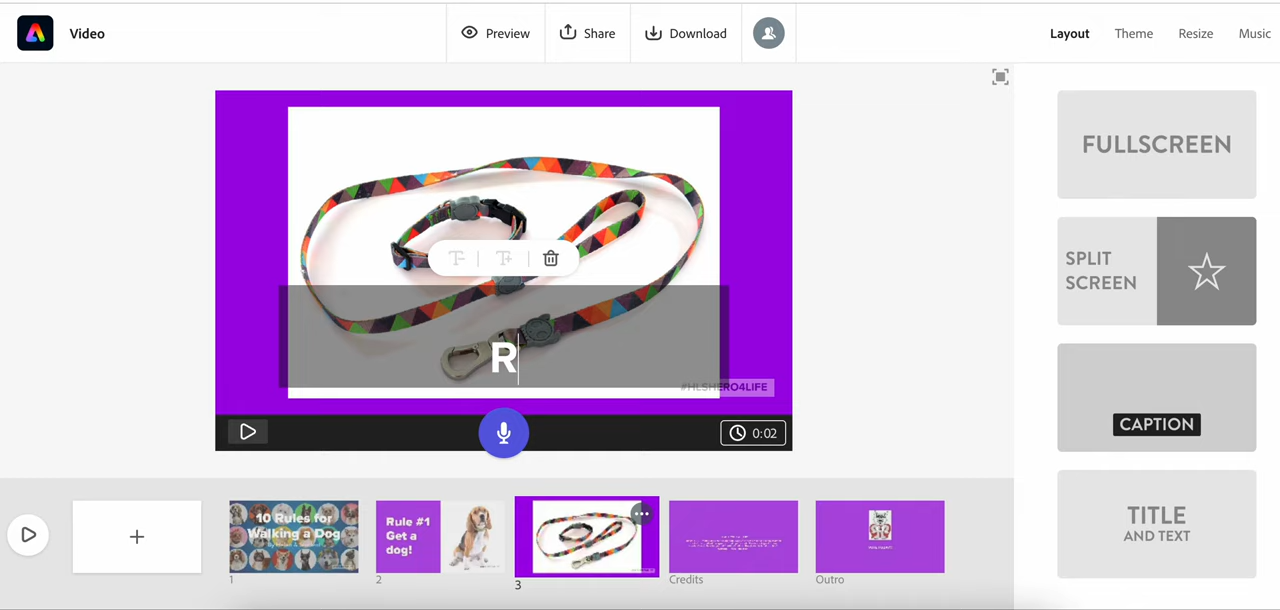 Video
Preview
Share
Download
Layout
Theme
Resize
Music
FULLSCREEN
SPLIT
SCREEN
CAPTION
TITLE
AND TEXT
R
#HLSHERO4LIFE
0:02
10 Rules for
Walking a Dog
1
Rule #1
Get a
dog!
2
3
Credits
Outro